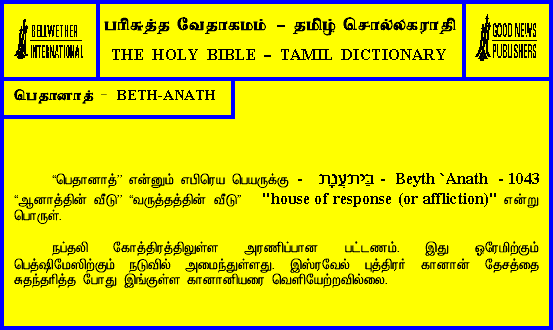 BELLWETHER
INTERNATIONAL
பரிசுத்த வேதாகமம் – தமிழ் சொல்லகராதி
THE HOLY BIBLE – TAMIL DICTIONARY
GOOD NEWS
PUBLISHERS
பெதானாத் - BETH-ANATH
“பெதானாத்” என்னும் எபிரெய பெயருக்கு - בֵּית־עֲנָת - Beyth `Anath - 1043
“ஆனாத்தின் வீடு” “வருத்தத்தின் வீடு” "house of response (or affliction)" என்று
பொருள்.
நப்தலி கோத்திரத்திலுள்ள அரணிப்பான பட்டணம். இது ஒரேமிற்கும்
பெத்ஷிமேஸிற்கும் நடுவில் அமைந்துள்ளது. இஸ்ரவேல் புத்திரர் கானான் தேசத்தை
சுதந்தரித்த போது இங்குள்ள கானானியரை வெளியேற்றவில்லை.